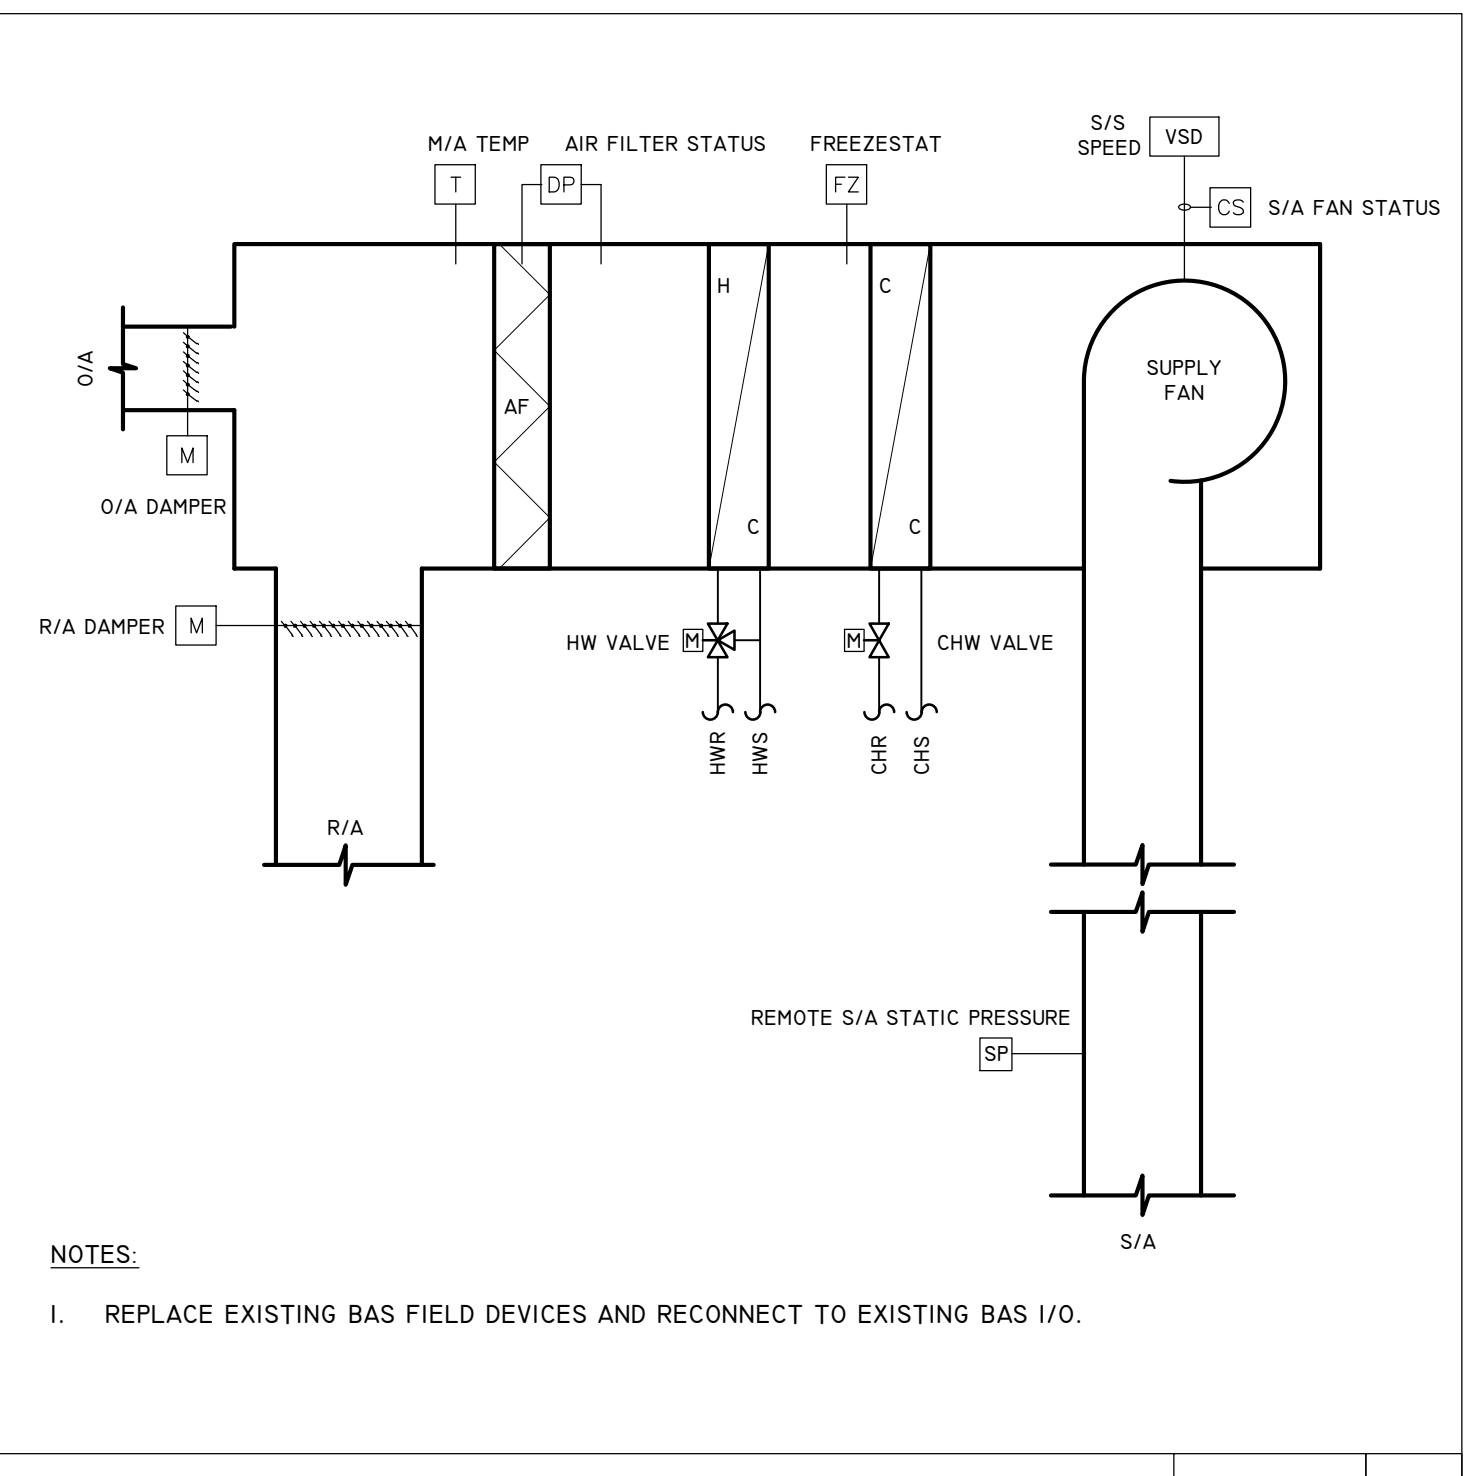 S/S
SPEED
VSD
M/A TEMP
AIR FILTER STATUS
FREEZESTAT
T
DP
FZ
CS
S/A FAN STATUS
H
C
O/A
SUPPLY
FAN
AF
M
O/A DAMPER
C
C
R/A DAMPER
M
HW VALVE
M
M
CHW VALVE
HWR
HWS
CHR
CHS
R/A
REMOTE S/A STATIC PRESSURE
SP
S/A
NOTES:
1. REPLACE EXISTING BAS FIELD DEVICES AND RECONNECT TO EXISTING BAS I/O.